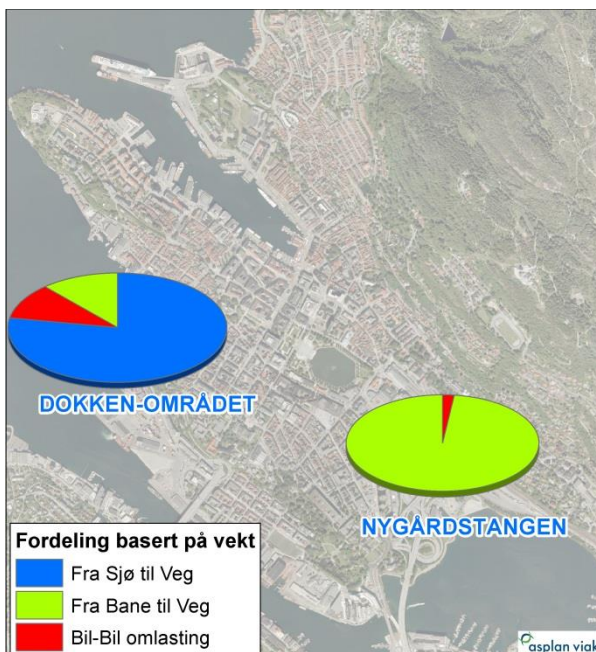 DOKKEN-OMRÅDET
NYGÅRDSTANGEN
Fordeling basert på vekt
Fra Sjø til Veg
Fra Bane til Veg
Bil-Bil omlasting
asplan viak